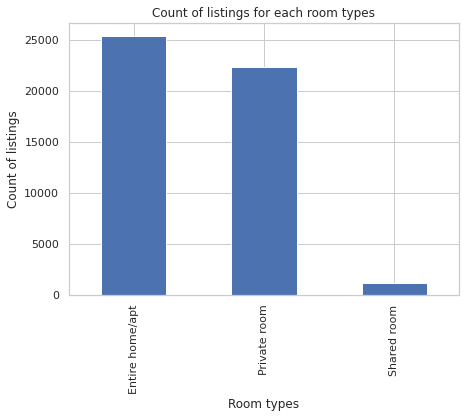 Count of listings for each room types
Count of listings
25000
20000
15000
10000
5000
0
Entire home/apt
Private room
Shared room
Room types